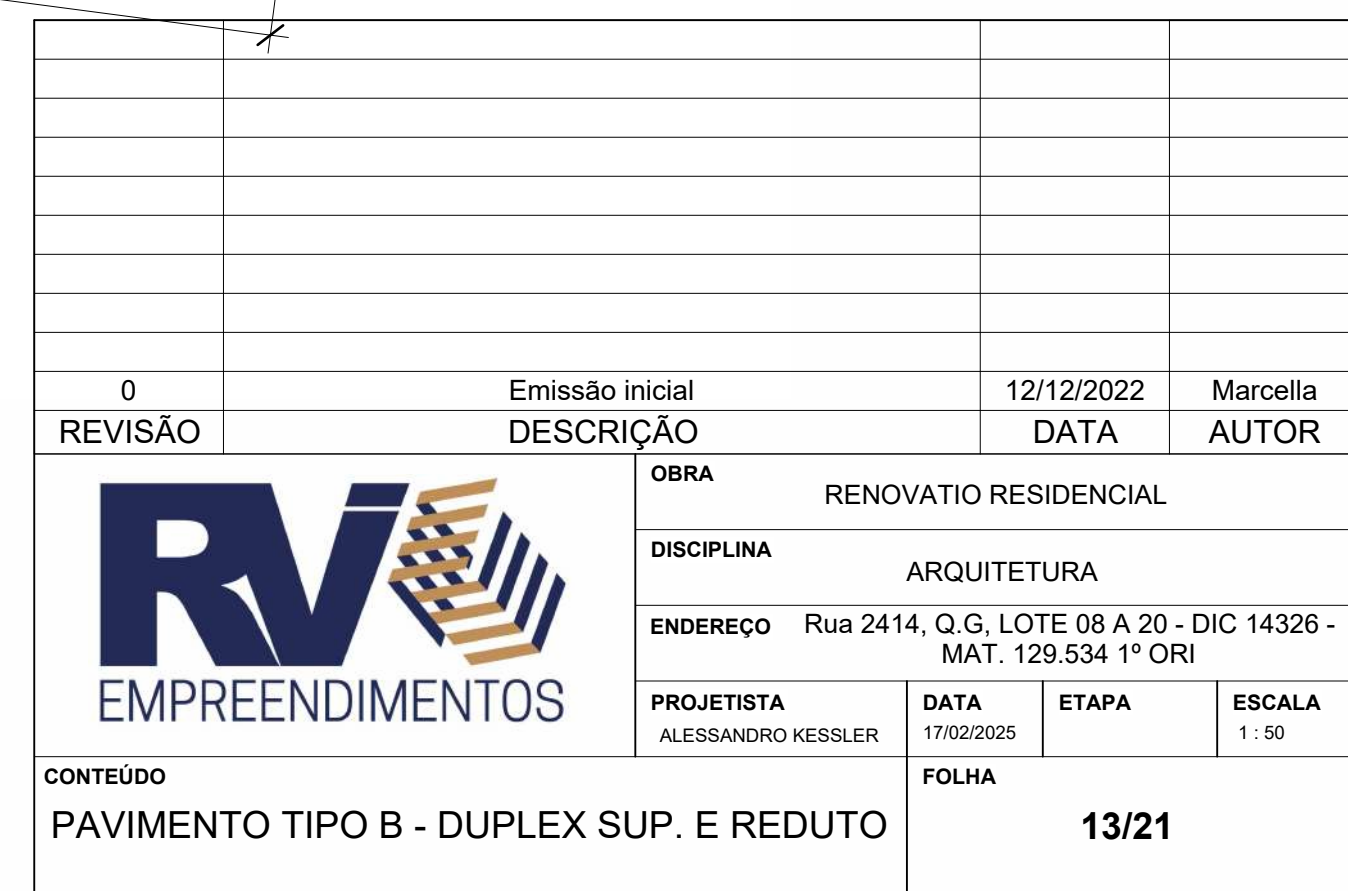 0 Emissão inicial 12/12/2022 Marcella
REVISÃO DESCRIÇÃO DATA AUTOR
RVE
EMPREENDIMENTOS
OBRA
RENOVATIO RESIDENCIAL
DISCIPLINA
ARQUITETURA
ENDEREÇO Rua 2414, Q.G, LOTE 08 A 20 - DIC 14326 -
MAT. 129.534 1º ORI
PROJETISTA
ALESSANDRO KESSLER
DATA
17/02/2025
ETAPA
ESCALA
1 : 50
CONTEÚDO
PAVIMENTO TIPO B - DUPLEX SUP. E REDUTO
FOLHA
13/21